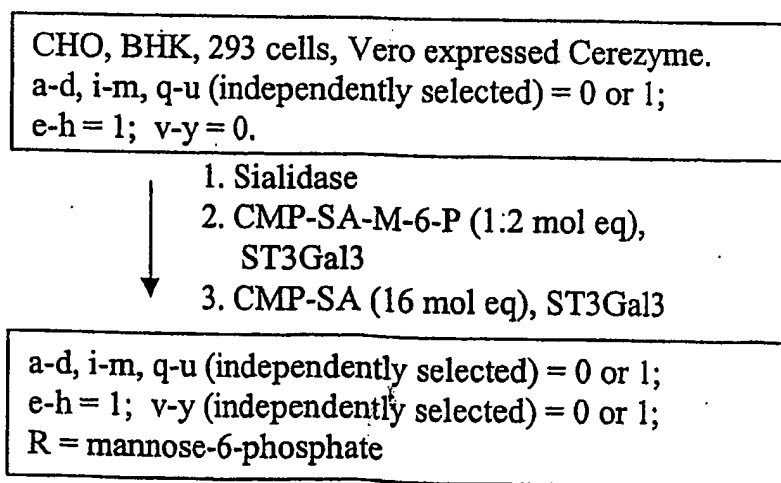 CHO, BHK, 293 cells, Vero expressed Cerezyme.
a-d, i-m, q-u (independently selected) = 0 or 1;
e-h = 1; v-y = 0.
1. Sialidase
2. CMP-SA-M-6-P (1:2 mol eq),
ST3Gal3
3. CMP-SA (16 mol eq), ST3Gal3
a-d, i-m, q-u (independently selected) = 0 or 1;
e-h = 1; v-y (independently selected) = 0 or 1;
R = mannose-6-phosphate